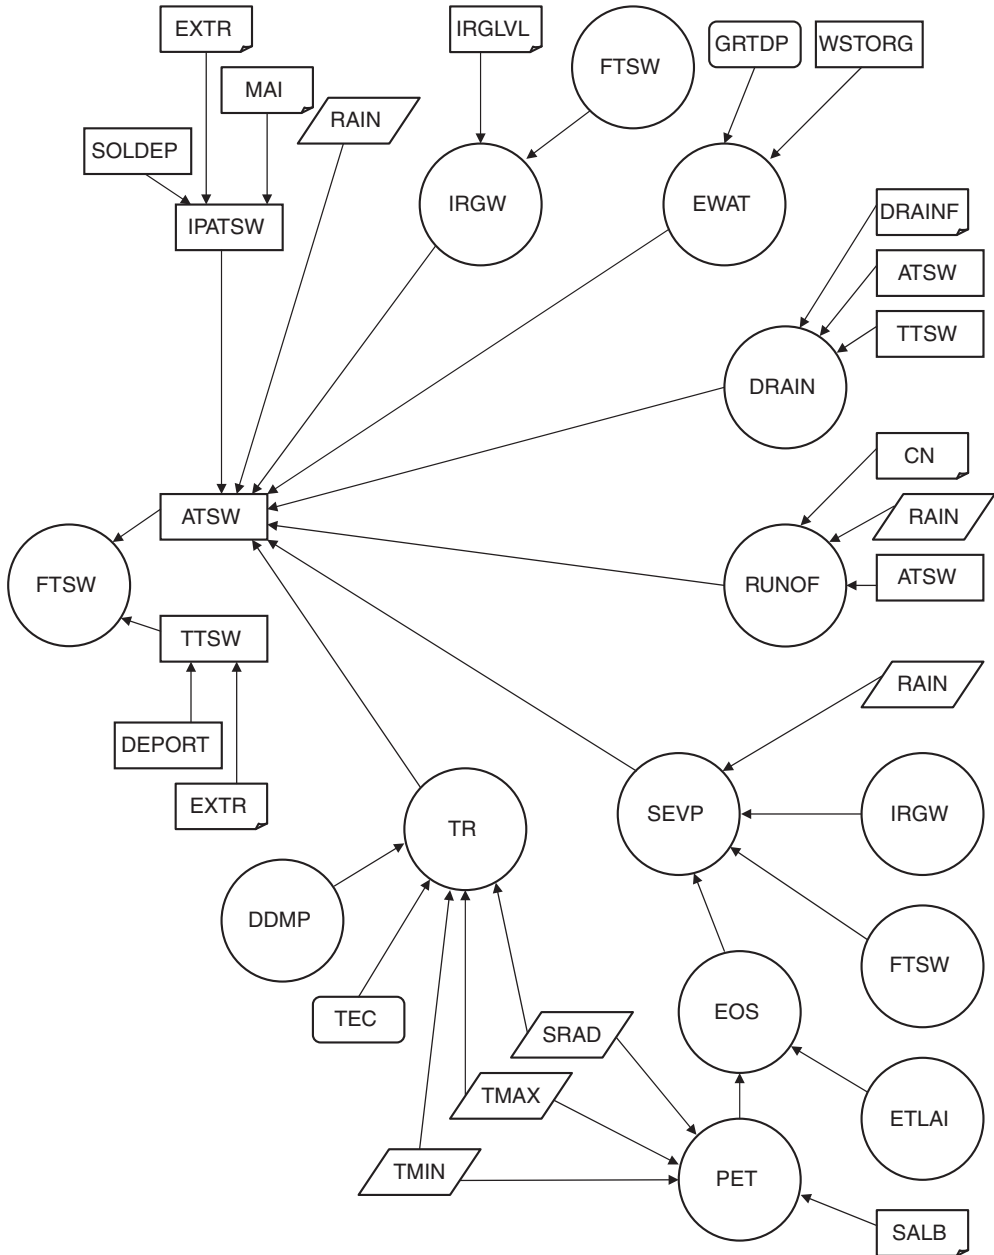 EXTR
IRGLVL
GRTDP
WSTORG
FTSW
MAI
RAIN
SOLDEP
IRGW
EWAT
DRAINF
IPATSW
ATSW
TTSW
DRAIN
CN
ATSW
RAIN
FTSW
RUNOF
ATSW
TTSW
RAIN
DEPORT
EXTR
TR
SEVP
IRGW
DDMP
FTSW
TEC
SRAD
EOS
TMAX
ETLAI
TMIN
PET
SALB